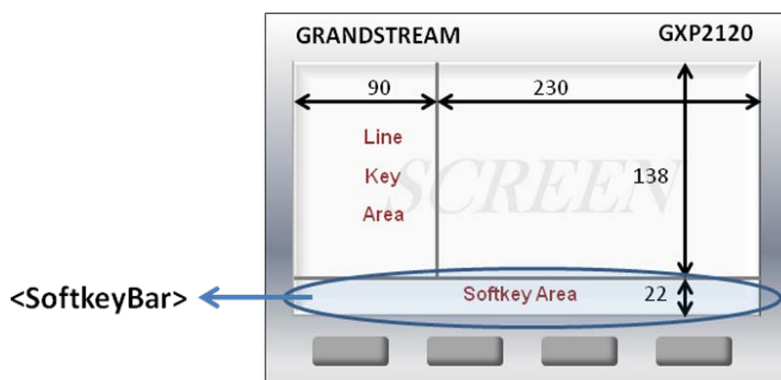 GRANDSTREAM GXP2120
90 230
Line
Key
Area
SCREEN
138
<SoftkeyBar>
Softkey Area 22